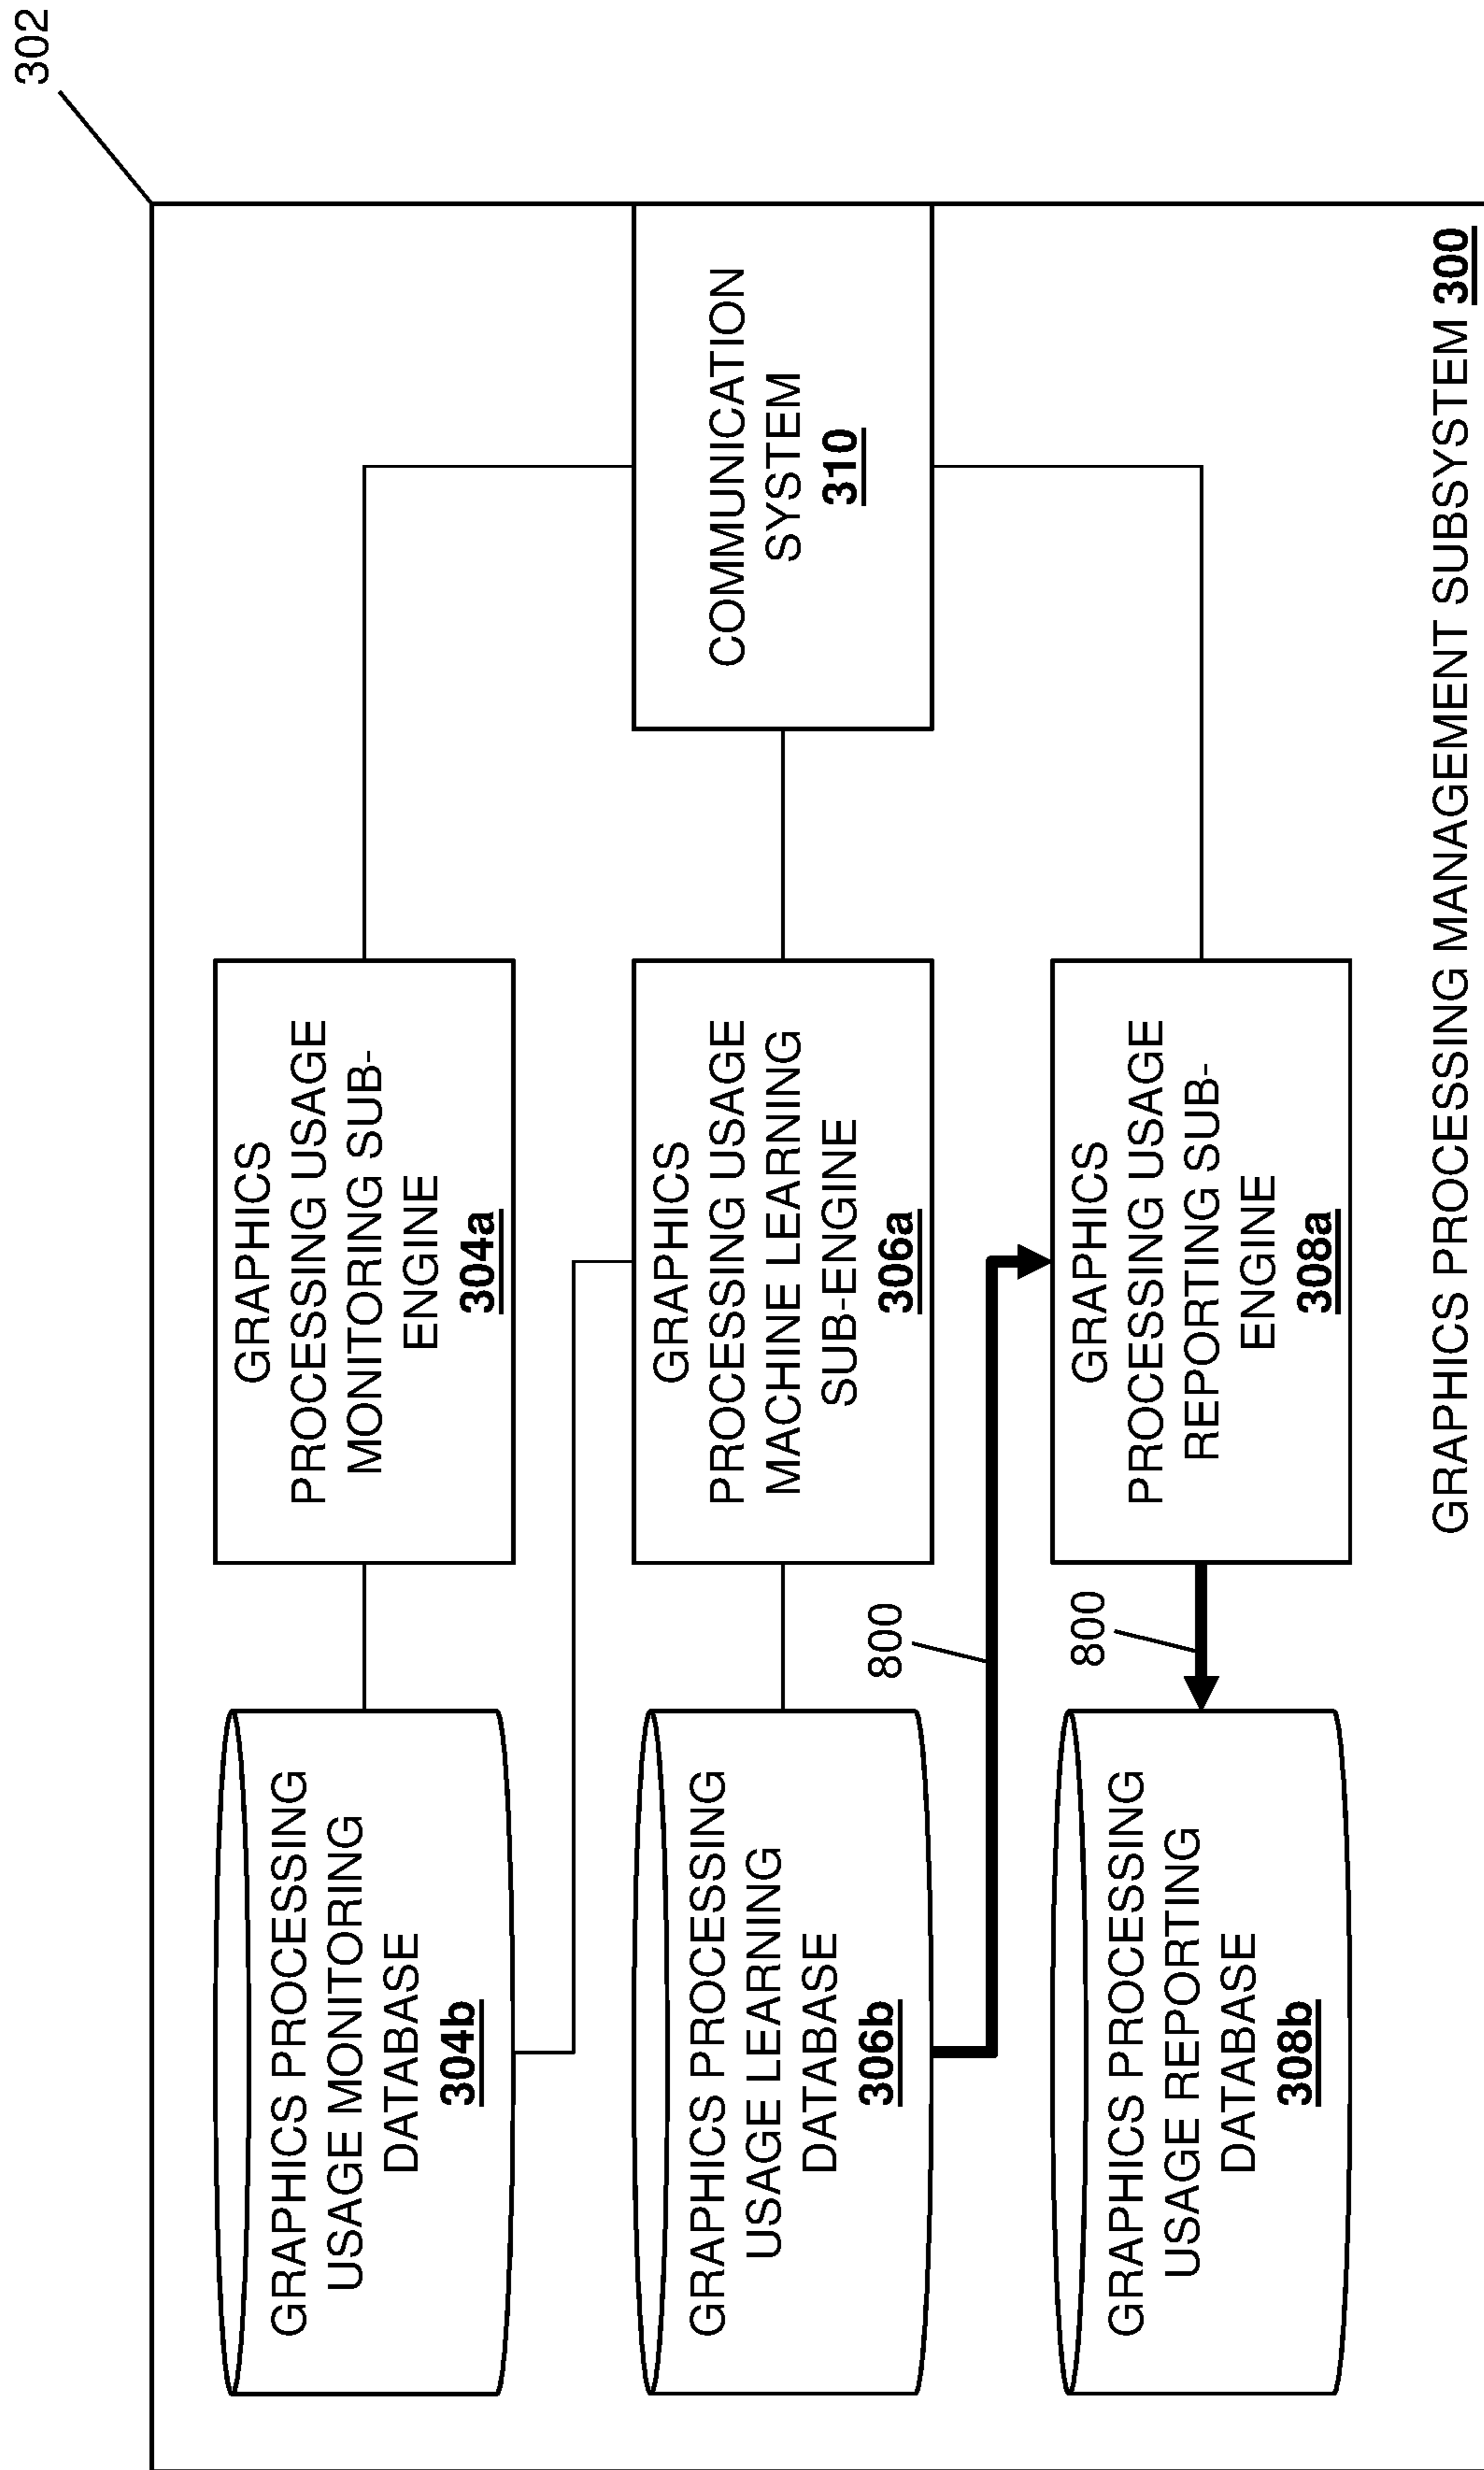 302
GRAPHICS PROCESSING
USAGE MONITORING
DATABASE
304b
GRAPHICS
PROCESSING USAGE
MONITORING SUB-
ENGINE
304a
GRAPHICS PROCESSING
USAGE LEARNING
DATABASE
306b
GRAPHICS
PROCESSING USAGE
MACHINE LEARNING
SUB-ENGINE
306a
COMMUNICATION
SYSTEM
310
800
800
GRAPHICS PROCESSING
USAGE REPORTING
DATABASE
308b
GRAPHICS
PROCESSING USAGE
REPORTING SUB-
ENGINE
308a
GRAPHICS PROCESSING MANAGEMENT SUBSYSTEM 300